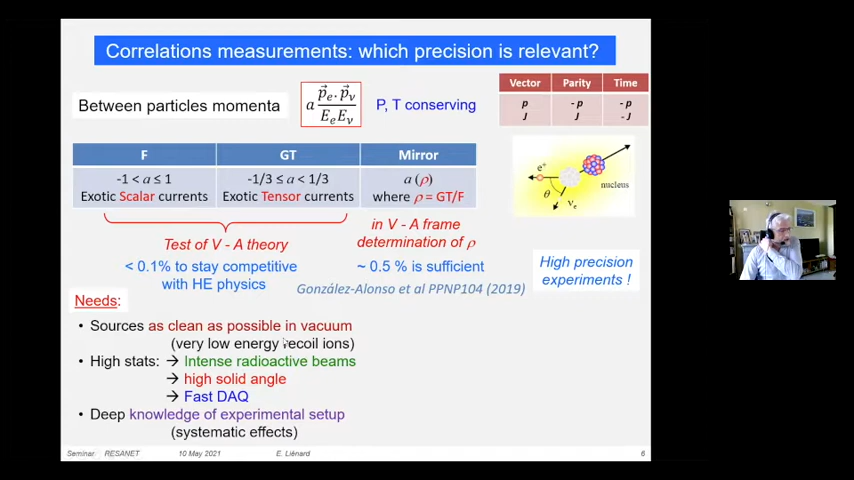 Correlations measurements: which precision is relevant?
Between particles momenta
a p⃗e . p⃗ν / Ee Eν
P, T conserving
Vector Parity Time
p - p - p
J J - J
F GT Mirror
-1 < a ≤ 1 -1/3 ≤ a < 1/3 a (ρ)
Exotic Scalar currents Exotic Tensor currents where ρ = GT/F
e+
nucleus
θ
νe
Test of V - A theory
in V - A frame
determination of ρ
< 0.1% to stay competitive
with HE physics
~ 0.5 % is sufficient
González-Alonso et al PPNP104 (2019)
High precision
experiments !
Needs:
• Sources as clean as possible in vacuum
(very low energy recoil ions)
• High stats: → Intense radioactive beams
→ high solid angle
→ Fast DAQ
• Deep knowledge of experimental setup
(systematic effects)
Seminar RESANET 10 May 2021 E. Liénard 6